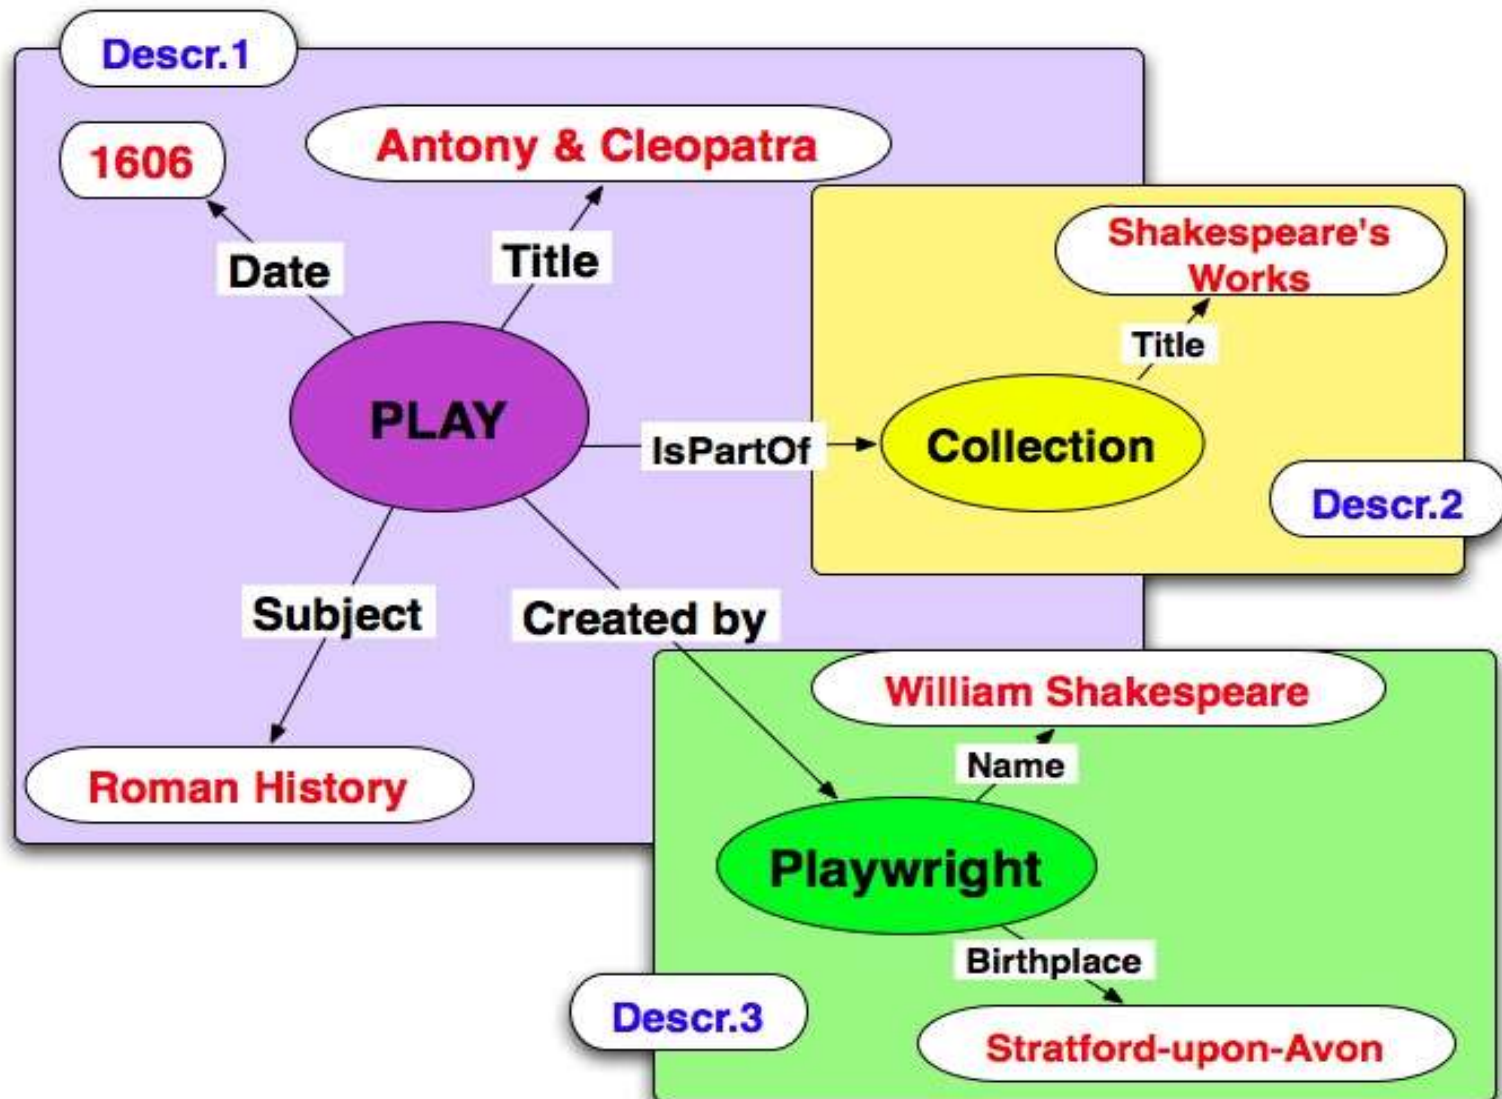 Descr.1
1606
Antony & Cleopatra
Date
Title
Shakespeare's
Works
Title
PLAY
IsPartOf
Collection
Descr.2
Subject
Created by
William Shakespeare
Name
Roman History
Playwright
Birthplace
Descr.3
Stratford-upon-Avon